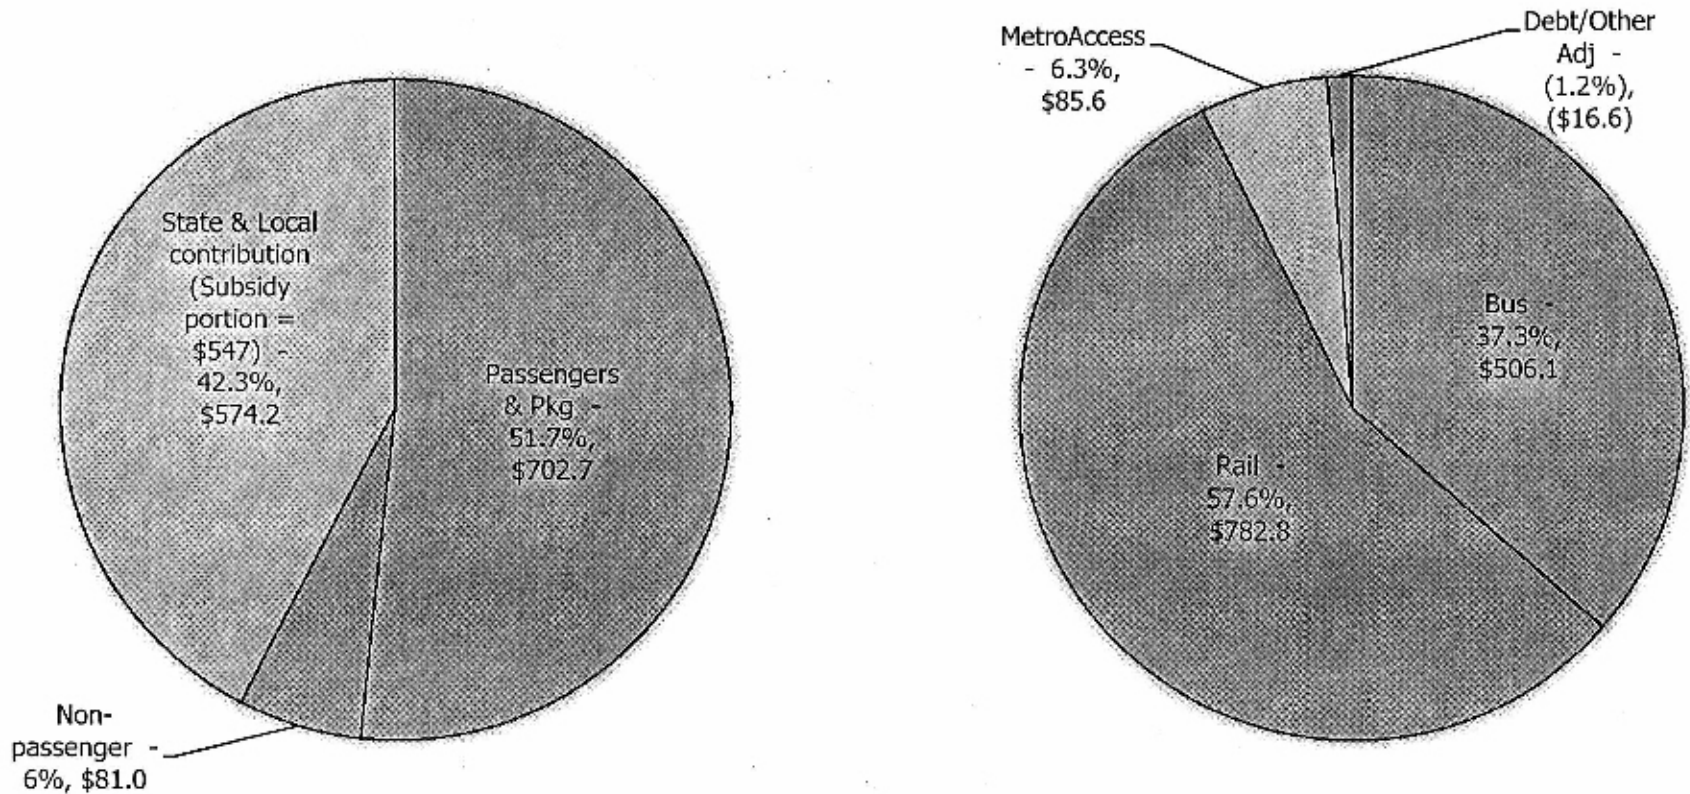 State & Local
contribution
(Subsidy
portion =
$547) -
42.3%,
$574.2
Passengers
& Pkg -
51.7%,
$702.7
Non-
passenger -
6%, $81.0
MetroAccess
- 6.3%,
$85.6
Debt/Other
Adj -
(1.2%),
($16.6)
Bus -
37.3%,
$506.1
Rail -
57.6%,
$782.8